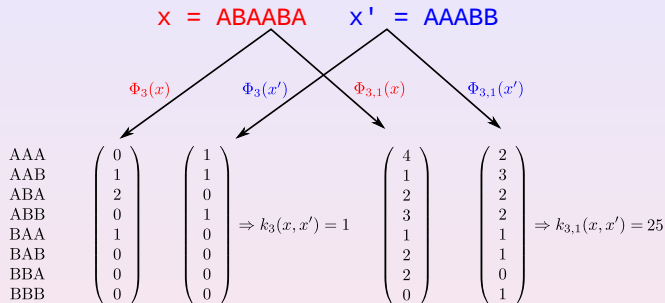 x = ABAABA x' = AAABB
Φ₃(x) Φ₃(x′) Φ₃,₁(x) Φ₃,₁(x′)
AAA 0 1 4 2
AAB 1 1 1 3
ABA 2 0 2 2
ABB 0 1 3 2
⇒ k₃(x, x′) = 1 ⇒ k₃,₁(x, x′) = 25
BAA 1 0 1 1
BAB 0 0 2 1
BBA 0 0 2 0
BBB 0 0 0 1